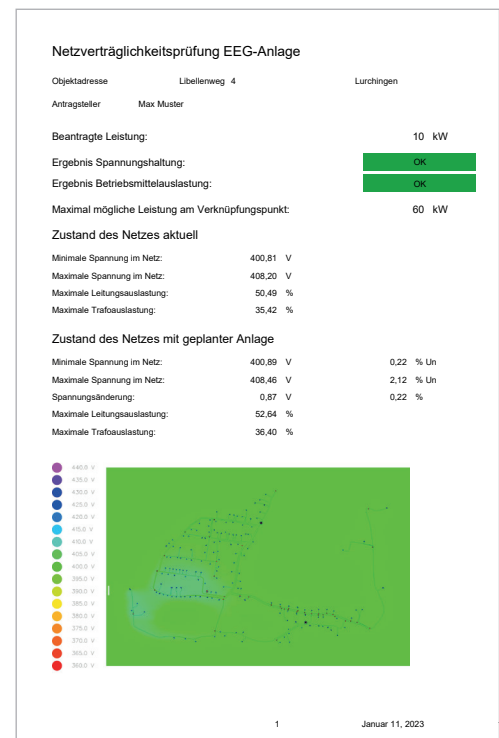 Netzverträglichkeitsprüfung EEG-Anlage
Objektadresse Libellenweg 4 Lurchingen
Antragsteller Max Muster
Beantragte Leistung: 10 kW
Ergebnis Spannungshaltung: OK
Ergebnis Betriebsmittelauslastung: OK
Maximal mögliche Leistung am Verknüpfungspunkt: 60 kW
Zustand des Netzes aktuell
Minimale Spannung im Netz: 400,81 V
Maximale Spannung im Netz: 408,20 V
Maximale Leitungsauslastung: 50,49 %
Maximale Trafoauslastung: 35,42 %
Zustand des Netzes mit geplanter Anlage
Minimale Spannung im Netz: 400,89 V 0,22 % Un
Maximale Spannung im Netz: 408,46 V 2,12 % Un
Spannungsänderung: 0,87 V 0,22 %
Maximale Leitungsauslastung: 52,64 %
Maximale Trafoauslastung: 36,40 %
440.0 V
435.0 V
430.0 V
425.0 V
420.0 V
415.0 V
410.0 V
405.0 V
400.0 V
395.0 V
390.0 V
385.0 V
380.0 V
375.0 V
370.0 V
365.0 V
360.0 V
1 Januar 11, 2023